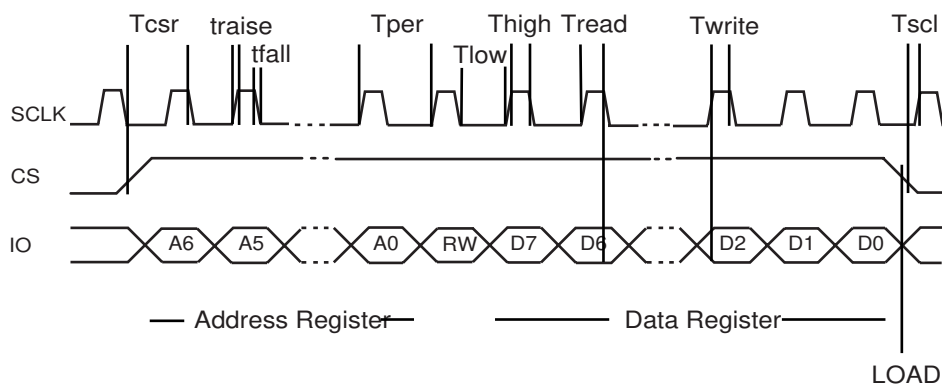 Tcsr traise Tper Thigh Tread Twrite Tscl
tfall Tlow
SCLK
CS
IO A6 A5 A0 RW D7 D6 D2 D1 D0
Address Register Data Register
LOAD